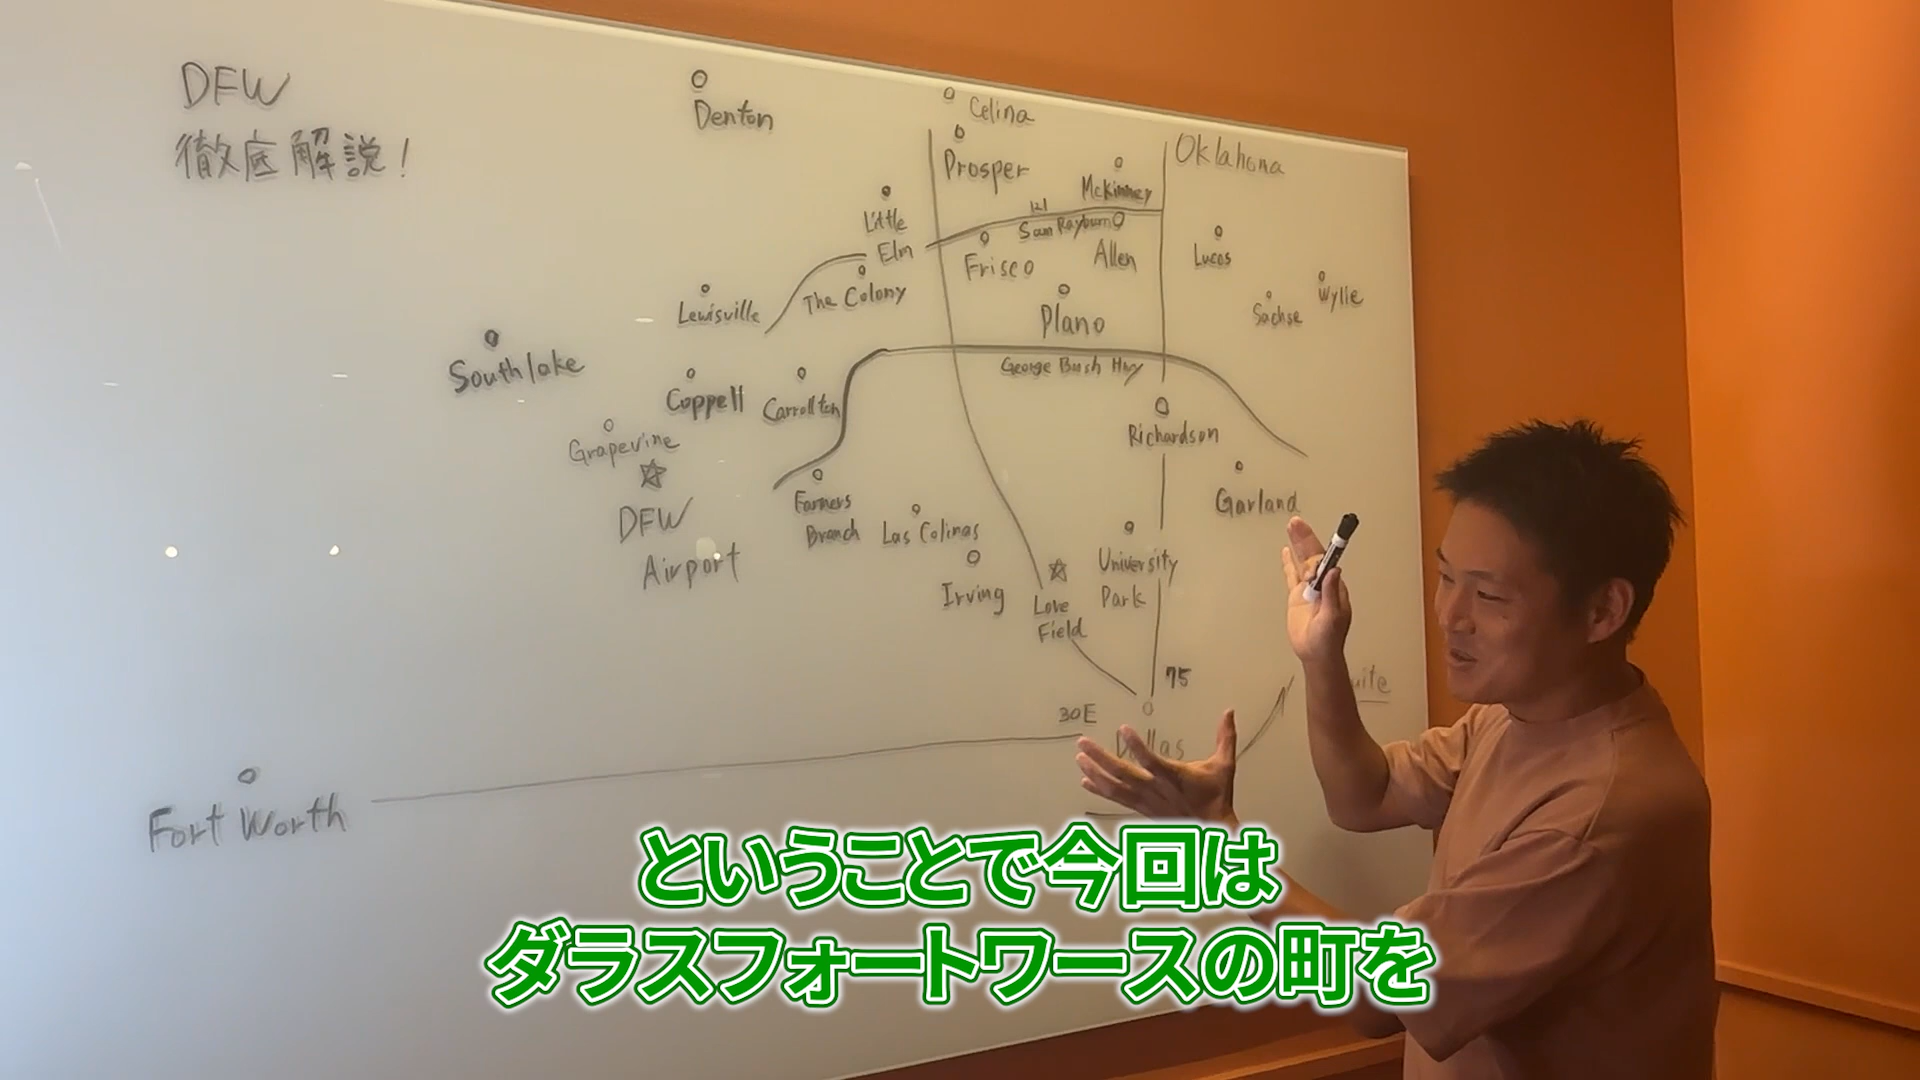 DFW
徹底解説!
Denton
Celina
Prosper
Oklahona
McKinney
Little
Elm
121
Sam Rayburn
Frisco
Allen
Lucas
Wylle
Sachse
Lewisville
The Colony
Plano
Southlake
Coppell
Carrollton
George Bush Hwy
Grapevine
Richardson
DFW
Airport
Farmers
Branch
Las Colinas
Garland
Irving
Love
Field
University
Park
75
30E
Dallas
Fort Worth
ということで今回は
ダラスフォートワースの町を